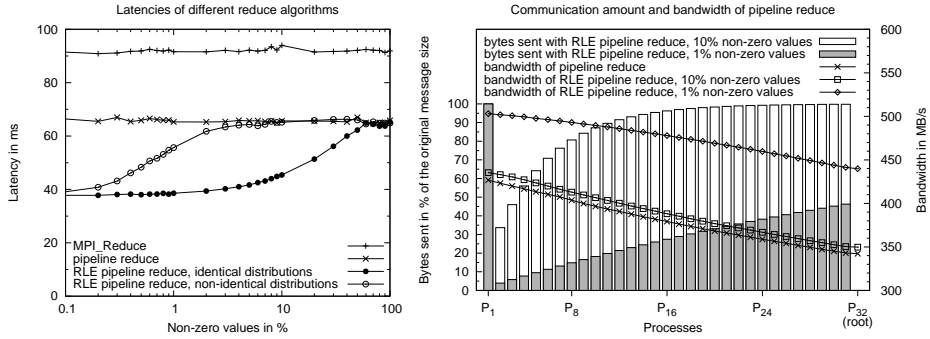 Latencies of different reduce algorithms
100
80
60
40
20
0
0.1
1
10
100
Latency in ms
Non-zero values in %
MPI_Reduce
pipeline reduce
RLE pipeline reduce, identical distributions
RLE pipeline reduce, non-identical distributions
Communication amount and bandwidth of pipeline reduce
bytes sent with RLE pipeline reduce, 10% non-zero values
bytes sent with RLE pipeline reduce, 1% non-zero values
bandwidth of pipeline reduce
bandwidth of RLE pipeline reduce, 10% non-zero values
bandwidth of RLE pipeline reduce, 1% non-zero values
Bytes sent in % of the original message size
100
90
80
70
60
50
40
30
20
10
0
600
550
500
450
400
350
300
Bandwidth in MB/s
P1
P8
P16
P24
P32
(root)
Processes